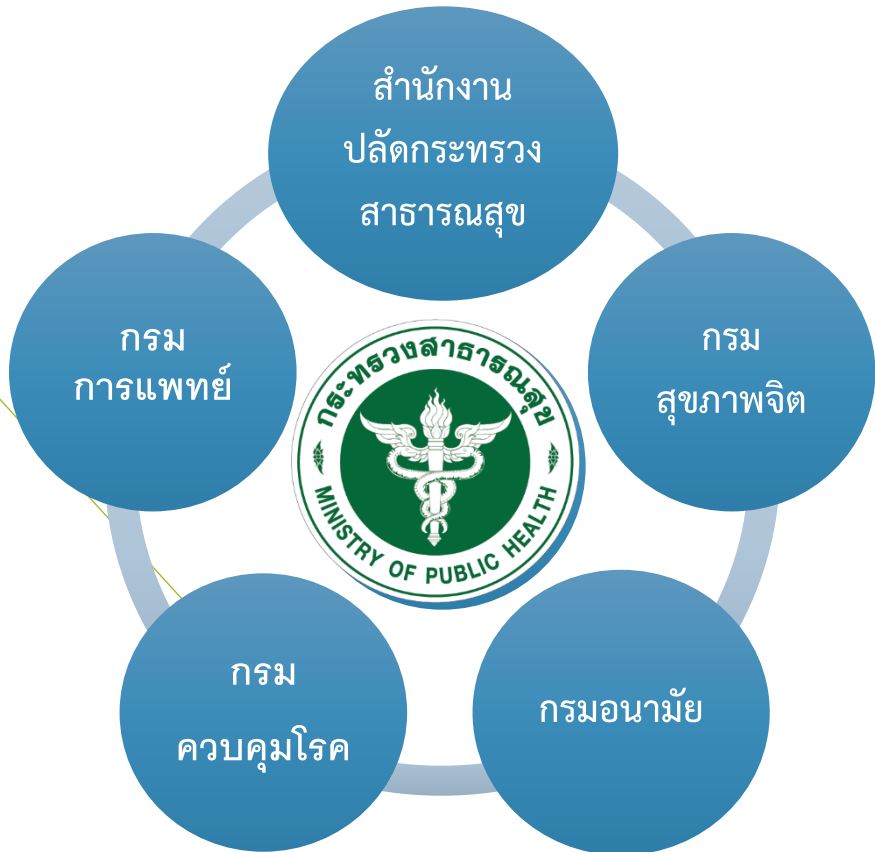 สำนักงาน
ปลัดกระทรวง
สาธารณสุข
กรม
การแพทย์
กรม
สุขภาพจิต
กระทรวงสาธารณสุข
MINISTRY OF PUBLIC HEALTH
กรม
ควบคุมโรค
กรมอนามัย